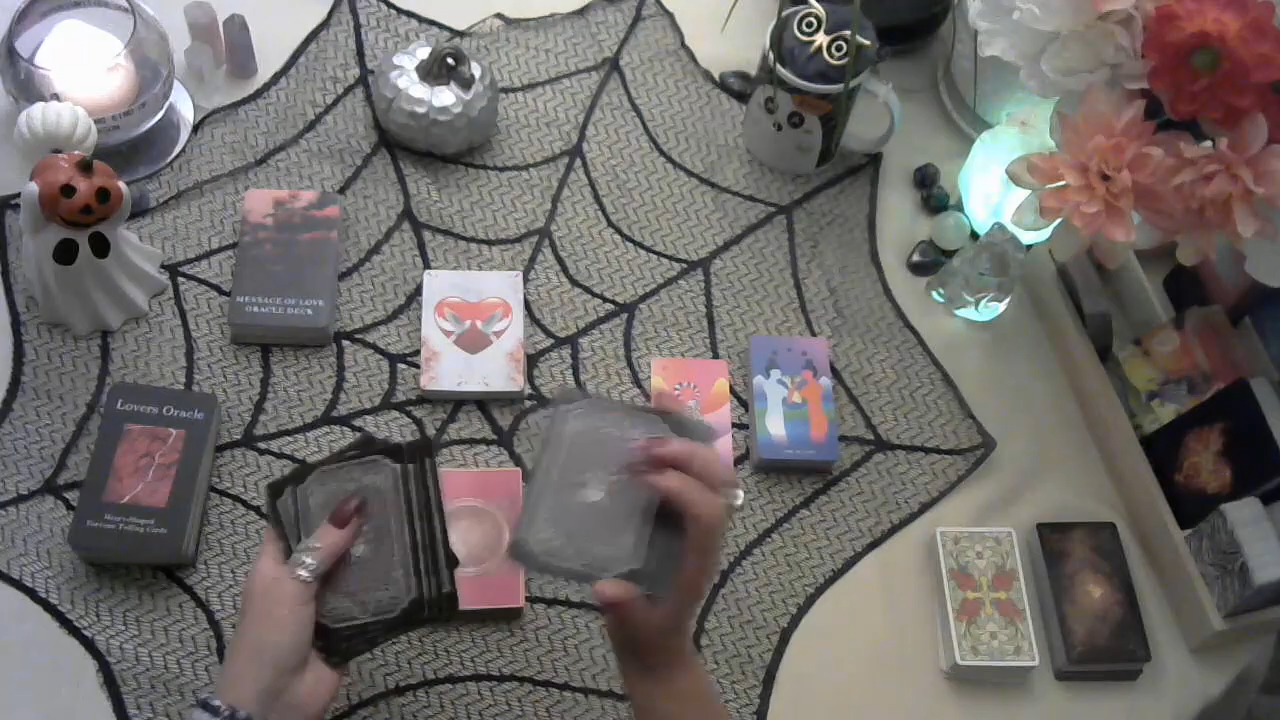 MESSAGE OF LOVE
ORACLE DECK
Lovers Oracle
Heart-Shaped
Fortune Telling Cards